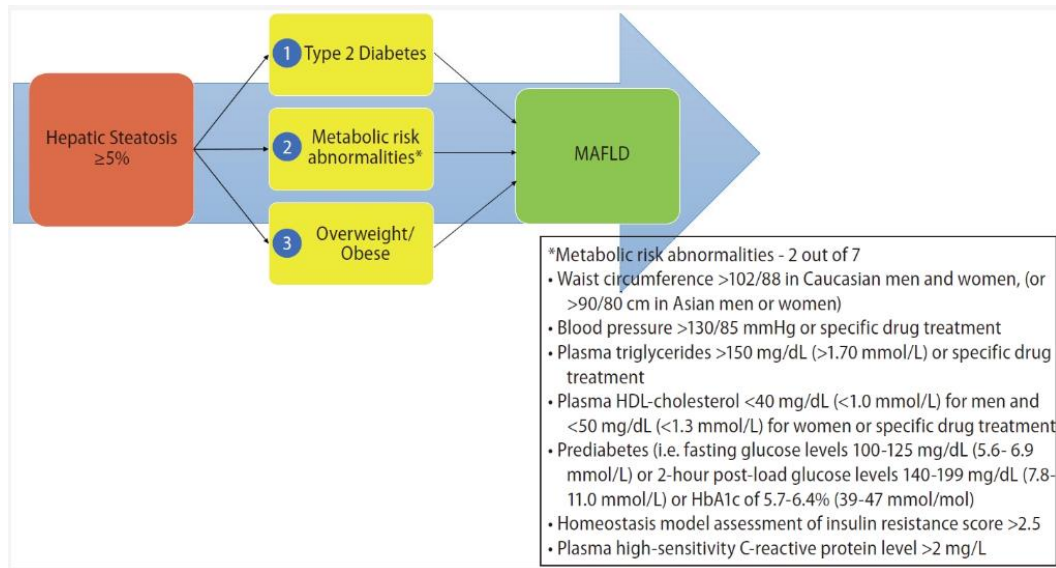 Hepatic Steatosis
≥5%
1 Type 2 Diabetes
2 Metabolic risk
abnormalities*
3 Overweight/
Obese
MAFLD
*Metabolic risk abnormalities - 2 out of 7
• Waist circumference >102/88 in Caucasian men and women, (or
>90/80 cm in Asian men or women)
• Blood pressure >130/85 mmHg or specific drug treatment
• Plasma triglycerides >150 mg/dL (>1.70 mmol/L) or specific drug
treatment
• Plasma HDL-cholesterol <40 mg/dL (<1.0 mmol/L) for men and
<50 mg/dL (<1.3 mmol/L) for women or specific drug treatment
• Prediabetes (i.e. fasting glucose levels 100-125 mg/dL (5.6- 6.9
mmol/L) or 2-hour post-load glucose levels 140-199 mg/dL (7.8-
11.0 mmol/L) or HbA1c of 5.7-6.4% (39-47 mmol/mol)
• Homeostasis model assessment of insulin resistance score >2.5
• Plasma high-sensitivity C-reactive protein level >2 mg/L